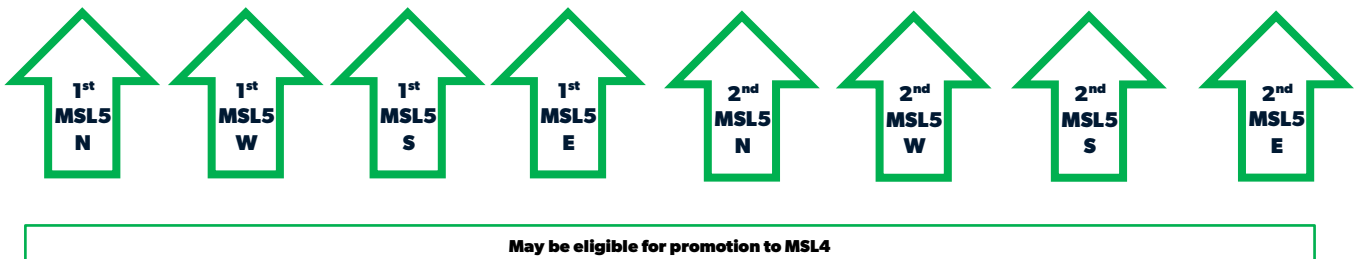 1st
MSL5
N
1st
MSL5
W
1st
MSL5
S
1st
MSL5
E
2nd
MSL5
N
2nd
MSL5
W
2nd
MSL5
S
2nd
MSL5
E
May be eligible for promotion to MSL4